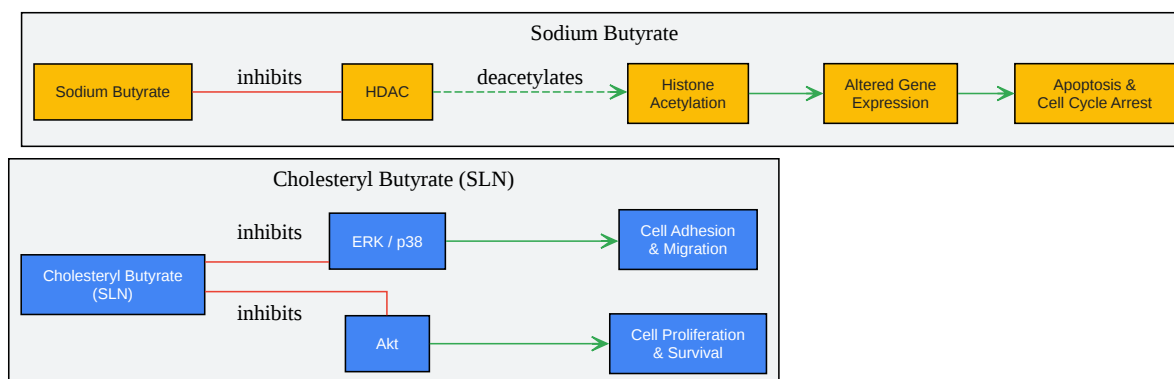 Sodium Butyrate
inhibits
deacetylates
Sodium Butyrate
HDAC
Histone
Acetylation
Altered Gene
Expression
Apoptosis &
Cell Cycle Arrest
Cholesteryl Butyrate (SLN)
inhibits
ERK / p38
Cell Adhesion
& Migration
Cholesteryl Butyrate
(SLN)
inhibits
Akt
Cell Proliferation
& Survival